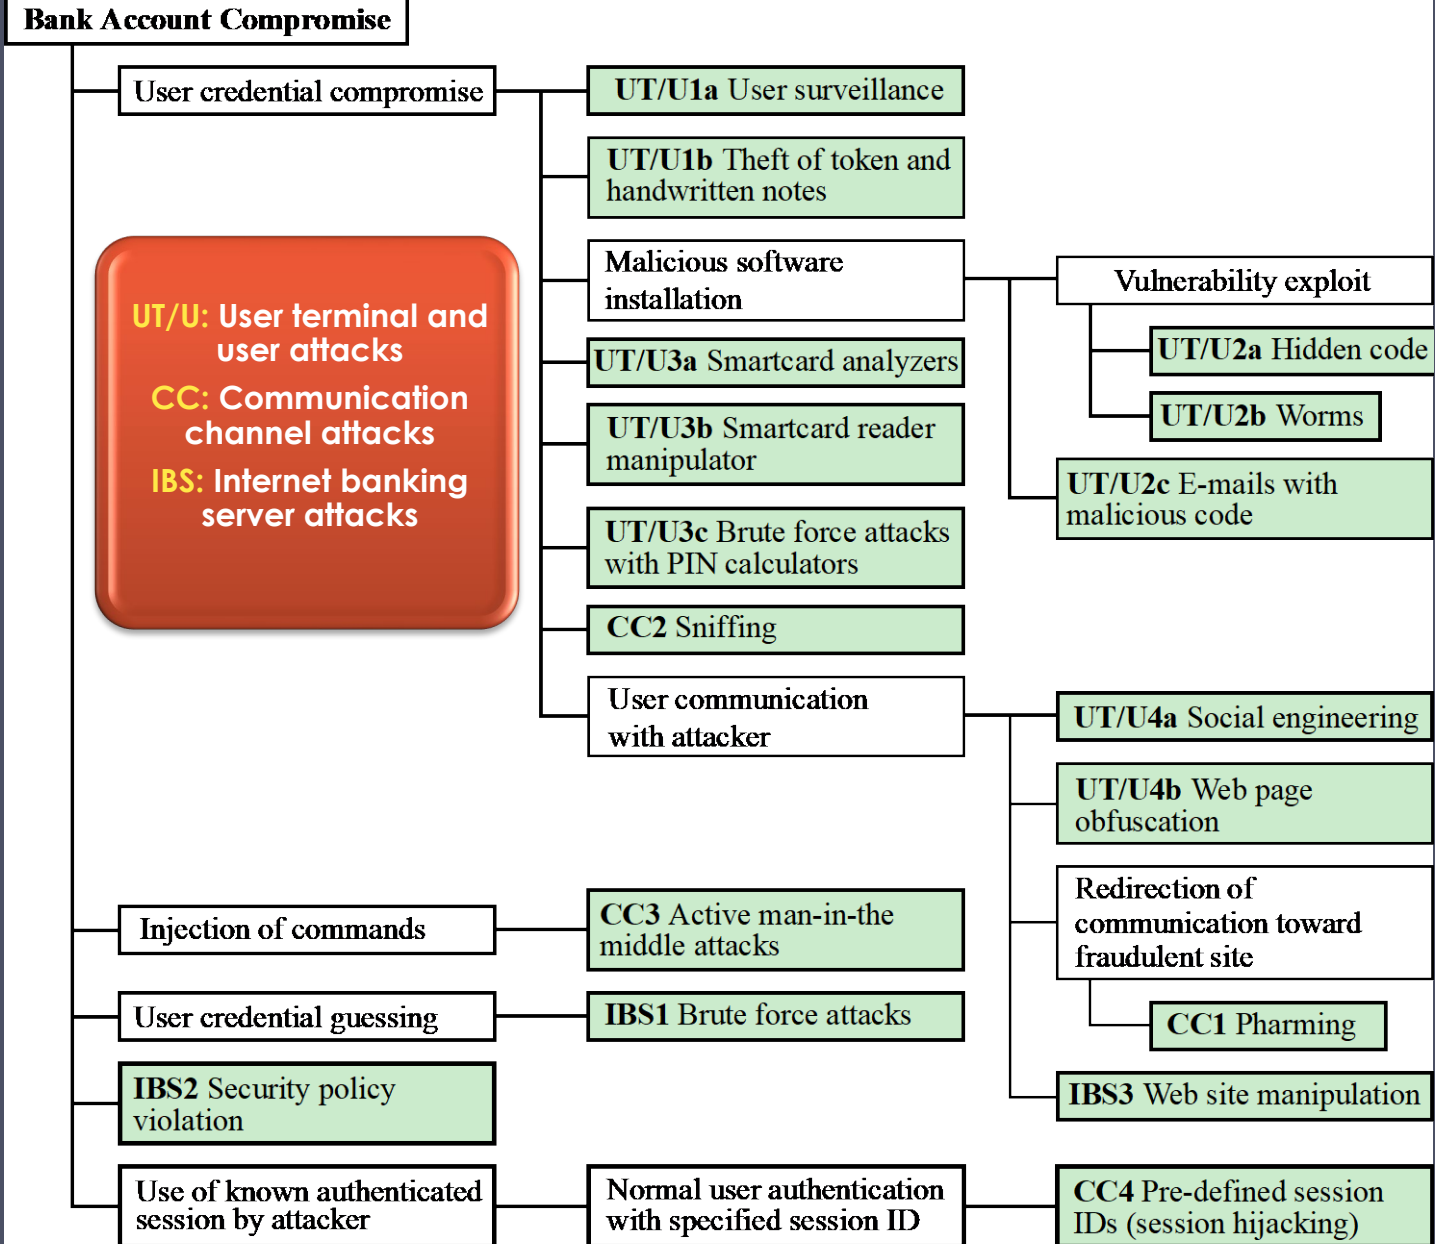 Bank Account Compromise
User credential compromise
UT/U1a User surveillance
UT/U1b Theft of token and
handwritten notes
Malicious software
installation
Vulnerability exploit
UT/U2a Hidden code
UT/U2b Worms
UT/U2c E-mails with
malicious code
UT/U3a Smartcard analyzers
UT/U3b Smartcard reader
manipulator
UT/U3c Brute force attacks
with PIN calculators
CC2 Sniffing
User communication
with attacker
UT/U4a Social engineering
UT/U4b Web page
obfuscation
Redirection of
communication toward
fraudulent site
CC1 Pharming
IBS3 Web site manipulation
UT/U: User terminal and
user attacks
CC: Communication
channel attacks
IBS: Internet banking
server attacks
Injection of commands
CC3 Active man-in-the
middle attacks
User credential guessing
IBS1 Brute force attacks
IBS2 Security policy
violation
Use of known authenticated
session by attacker
Normal user authentication
with specified session ID
CC4 Pre-defined session
IDs (session hijacking)